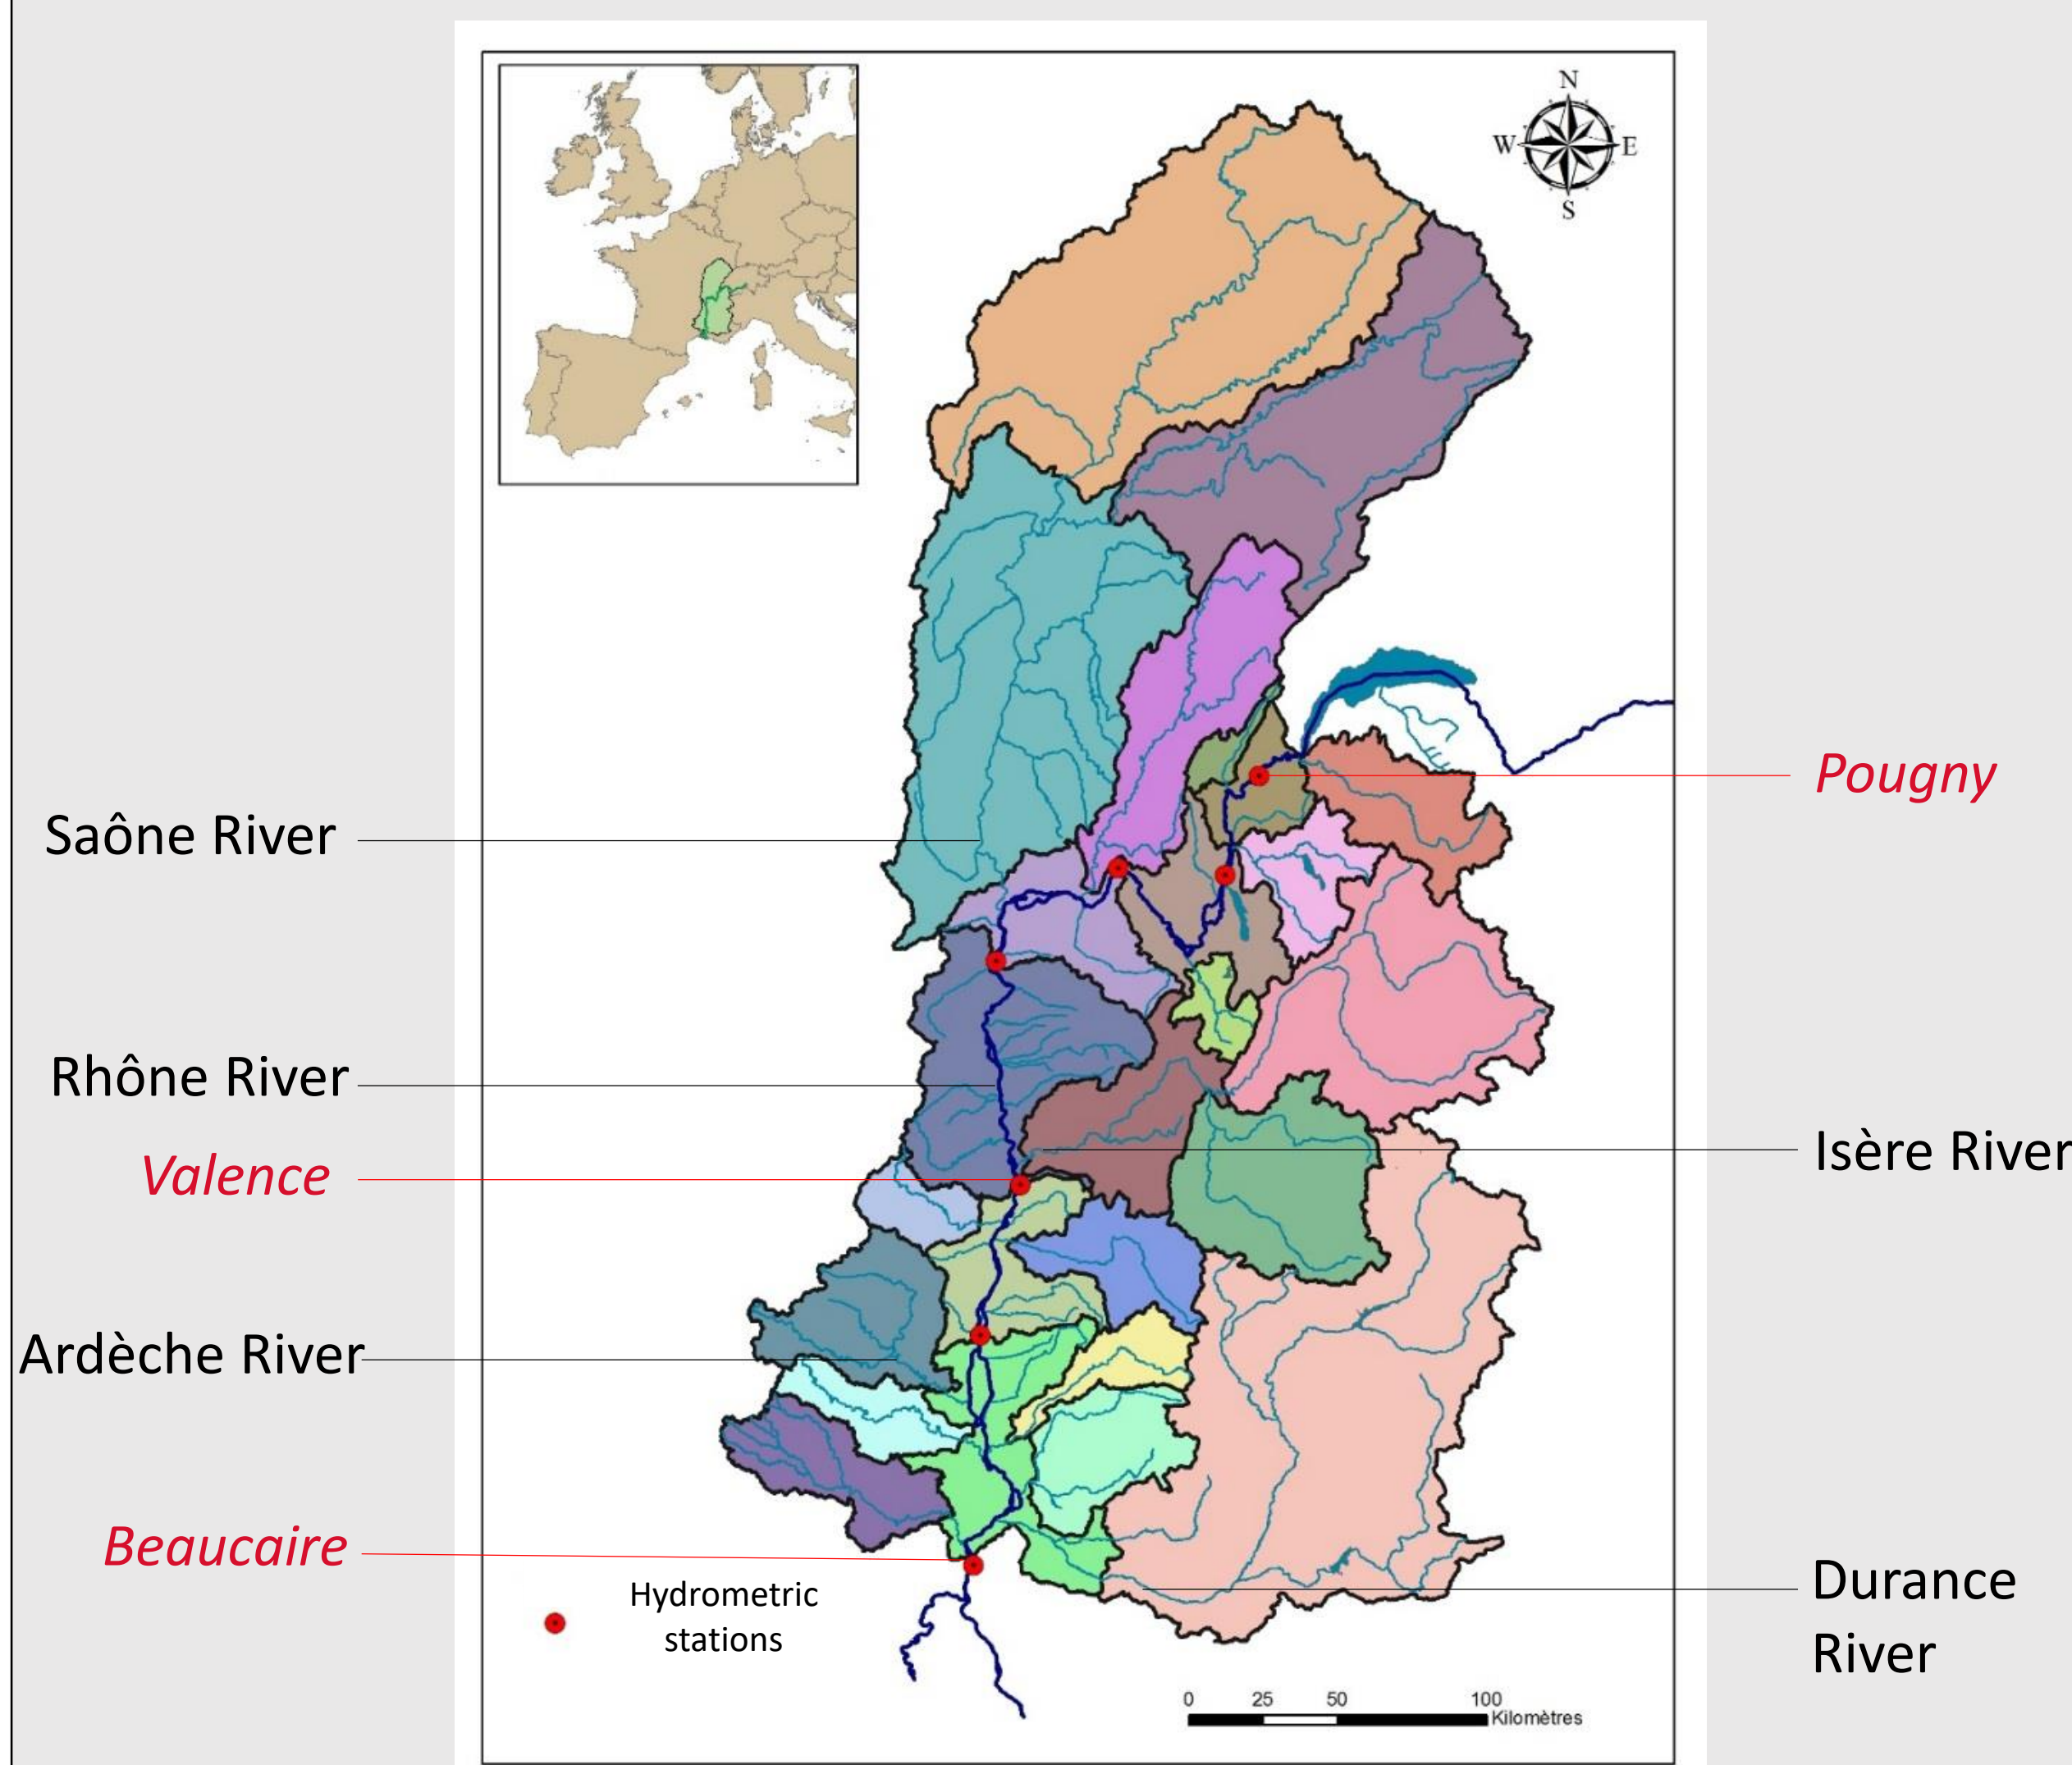 N
W
E
S
Pougny
Saône River
Rhône River
Isère River
Valence
Ardèche River
Beaucaire
Hydrometric
stations
Durance
River
0 25 50 100
Kilomètres